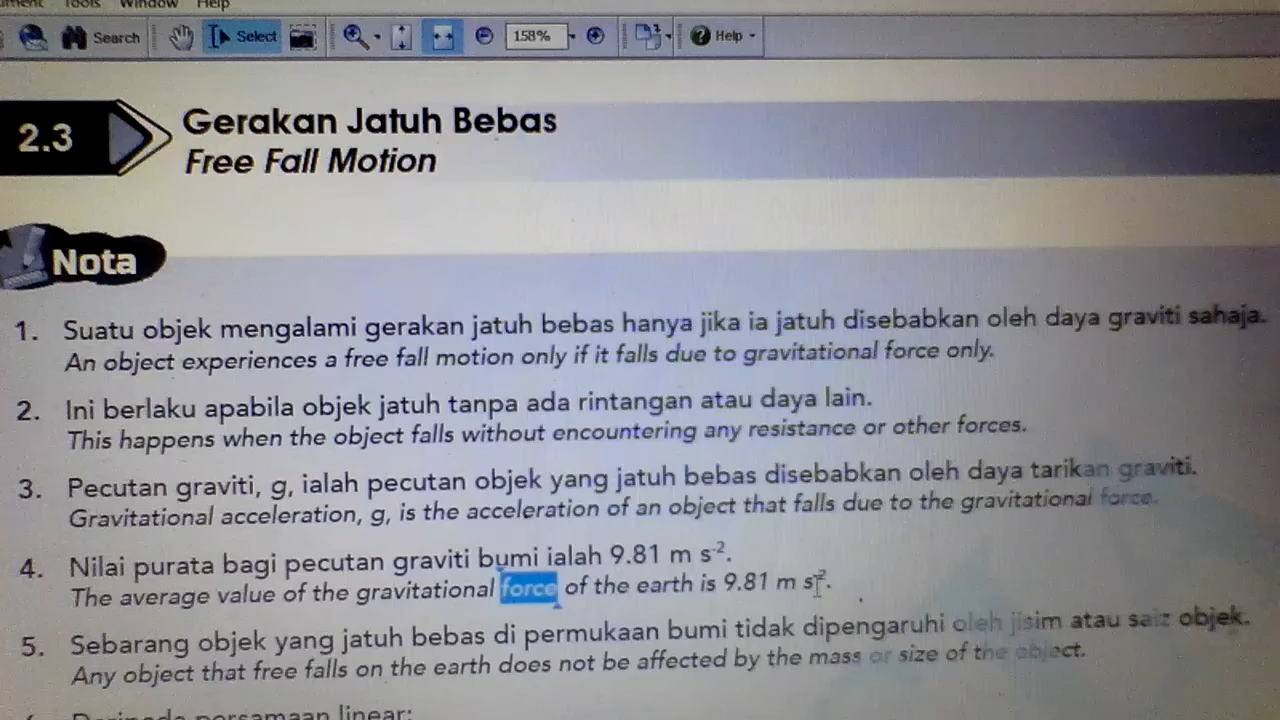 Tools Window Help
Search Select 158% Help
2.3
Gerakan Jatuh Bebas
Free Fall Motion
Nota
1. Suatu objek mengalami gerakan jatuh bebas hanya jika ia jatuh disebabkan oleh daya graviti sahaja.
An object experiences a free fall motion only if it falls due to gravitational force only.
2. Ini berlaku apabila objek jatuh tanpa ada rintangan atau daya lain.
This happens when the object falls without encountering any resistance or other forces.
3. Pecutan graviti, g, ialah pecutan objek yang jatuh bebas disebabkan oleh daya tarikan graviti.
Gravitational acceleration, g, is the acceleration of an object that falls due to the gravitational force.
4. Nilai purata bagi pecutan graviti bumi ialah 9.81 m s⁻².
The average value of the gravitational force of the earth is 9.81 m s⁻².
5. Sebarang objek yang jatuh bebas di permukaan bumi tidak dipengaruhi oleh jisim atau saiz objek.
Any object that free falls on the earth does not be affected by the mass or size of the object.
Daripada persamaan linear: